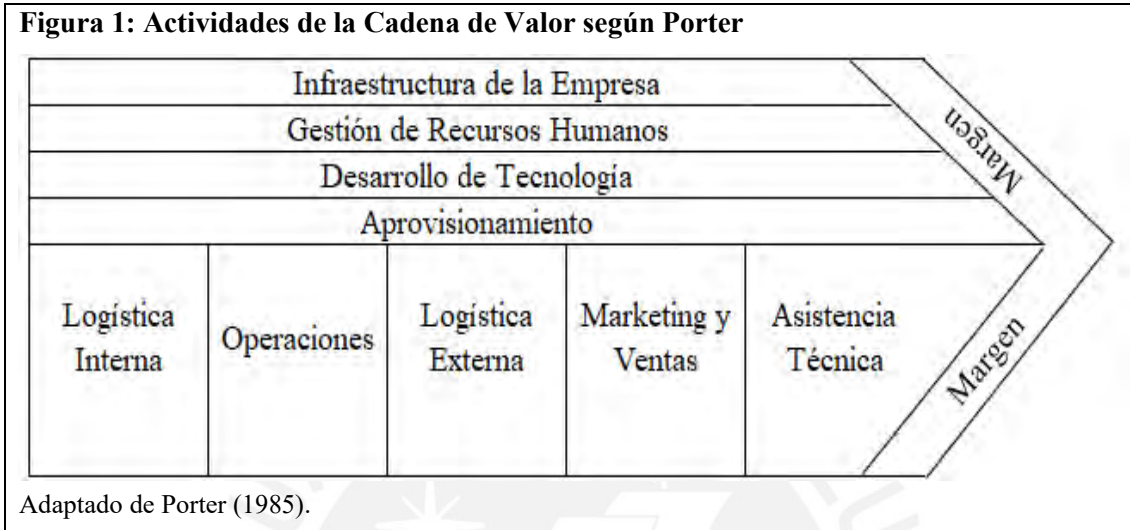 Figura 1: Actividades de la Cadena de Valor según Porter
Infraestructura de la Empresa
Gestión de Recursos Humanos
Desarrollo de Tecnología
Aprovisionamiento
Margen
Logística
Interna
Operaciones
Logística
Externa
Marketing y
Ventas
Asistencia
Técnica
Margen
Adaptado de Porter (1985).